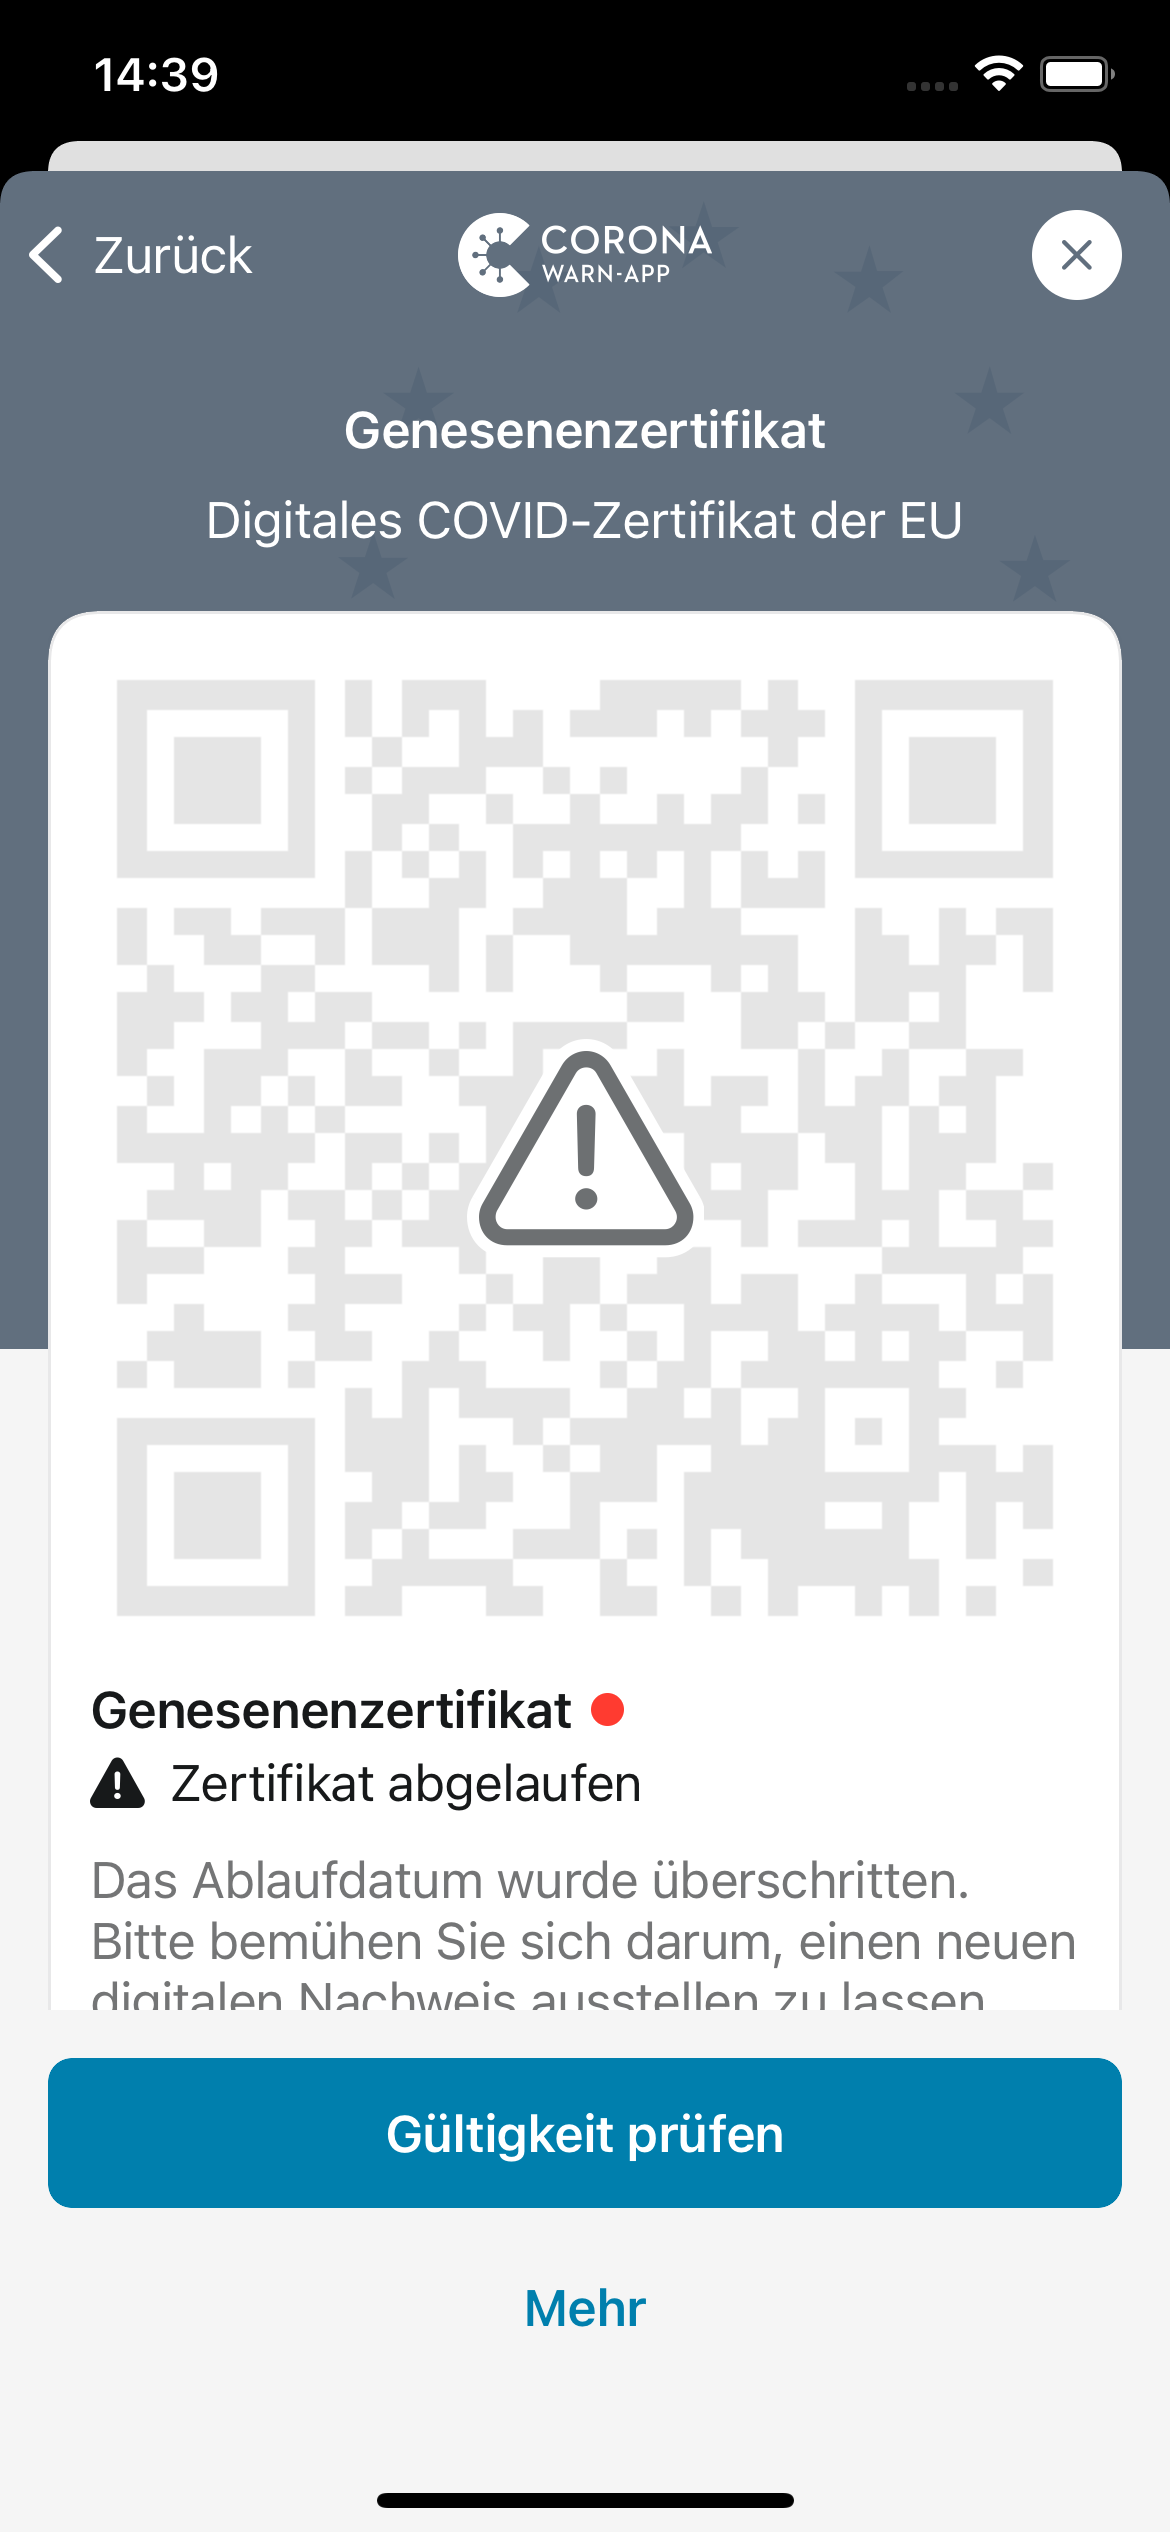 14:39
Zurück
CORONA
WARN-APP
Genesenenzertifikat
Digitales COVID-Zertifikat der EU
Genesenenzertifikat
Zertifikat abgelaufen
Das Ablaufdatum wurde überschritten.
Bitte bemühen Sie sich darum, einen neuen
digitalen Nachweis ausstellen zu lassen
Gültigkeit prüfen
Mehr